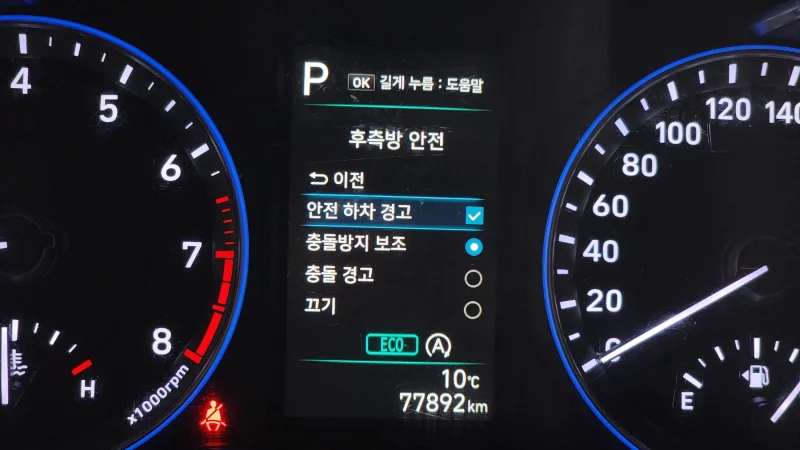 P OK 길게 누름 : 도움말
후측방 안전
이전
안전 하차 경고
충돌방지 보조
충돌 경고
끄기
ECO A
10℃
77892km
4
5
6
7
8
x1000rpm
H
0
20
40
60
80
100
120
140
E